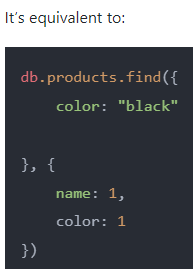 It’s equivalent to:
db.products.find({
color: "black"
}, {
name: 1,
color: 1
})